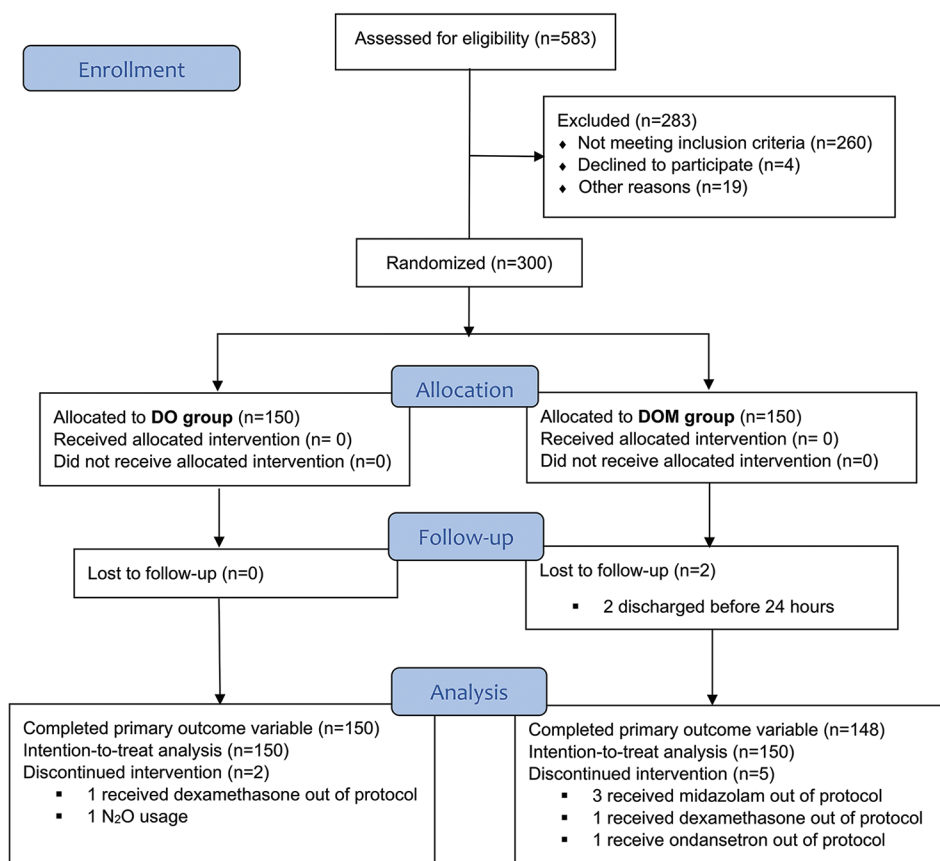 Assessed for eligibility (n=583)
Enrollment
Excluded (n=283)
♦ Not meeting inclusion criteria (n=260)
♦ Declined to participate (n=4)
♦ Other reasons (n=19)
Randomized (n=300)
Allocation
Allocated to DO group (n=150)
Received allocated intervention (n= 0)
Did not receive allocated intervention (n=0)
Allocated to DOM group (n=150)
Received allocated intervention (n= 0)
Did not receive allocated intervention (n=0)
Follow-up
Lost to follow-up (n=0)
Lost to follow-up (n=2)
▪ 2 discharged before 24 hours
Analysis
Completed primary outcome variable (n=150)
Intention-to-treat analysis (n=150)
Discontinued intervention (n=2)
▪ 1 received dexamethasone out of protocol
▪ 1 N₂O usage
Completed primary outcome variable (n=148)
Intention-to-treat analysis (n=150)
Discontinued intervention (n=5)
▪ 3 received midazolam out of protocol
▪ 1 received dexamethasone out of protocol
▪ 1 receive ondansetron out of protocol